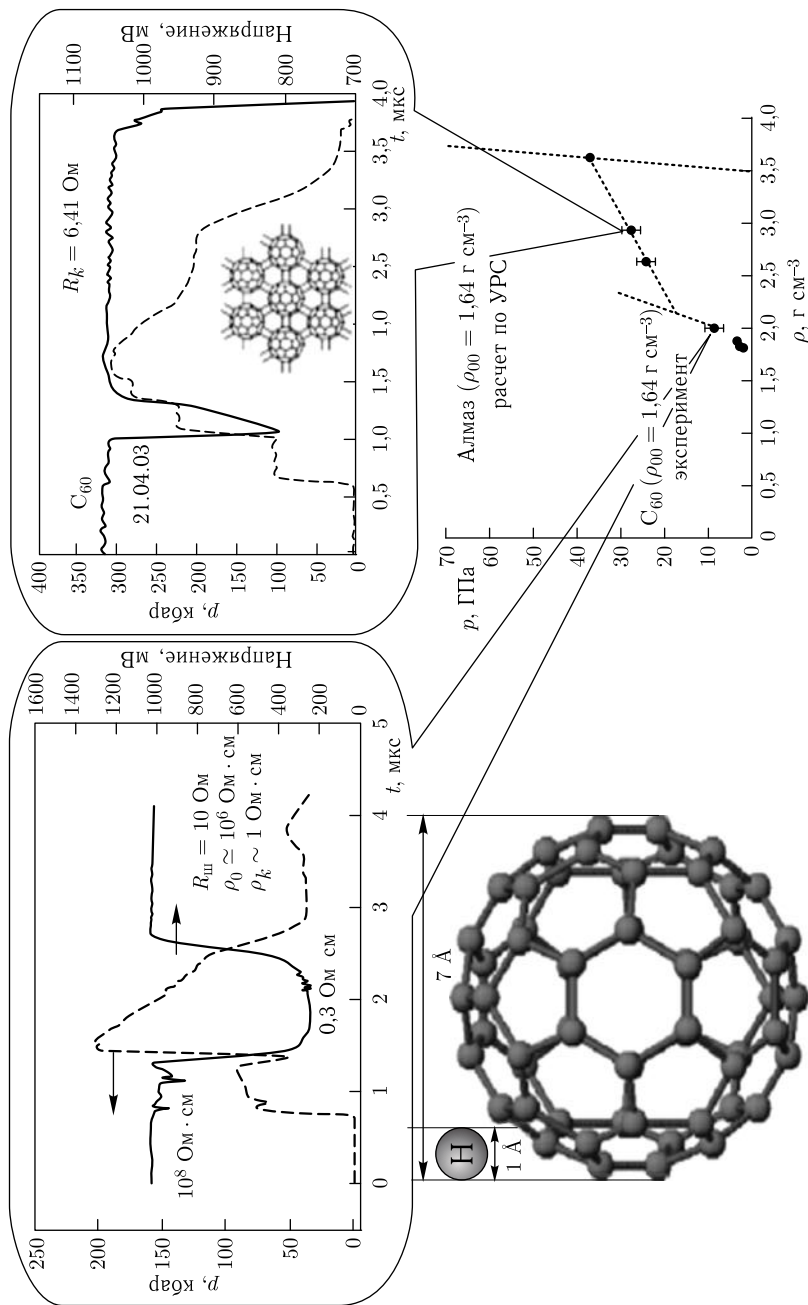 250
200
150
100
50
0
p, кбар
1600
1400
1200
1000
800
600
400
200
0
Напряжение, мВ
0
1
2
3
4
5
t, мкс
10⁸ Ом · см
0,3 Ом см
R_ш = 10 Ом
ρ₀ ≃ 10⁶ Ом · см
ρ_k ∼ 1 Ом · см
400
350
300
250
200
150
100
50
0
p, кбар
1100
1000
900
800
700
Напряжение, мВ
0,5
1,0
1,5
2,0
2,5
3,0
3,5
4,0
t, мкс
C₆₀
21.04.03
R_k = 6,41 Ом
H
1 Å
7 Å
70
60
50
40
30
20
10
0
p, ГПа
0
0,5
1,0
1,5
2,0
2,5
3,0
3,5
4,0
ρ, г см⁻³
Алмаз (ρ₀₀ = 1,64 г см⁻³)
расчет по УРС
C₆₀ (ρ₀₀ = 1,64 г см⁻³)
эксперимент